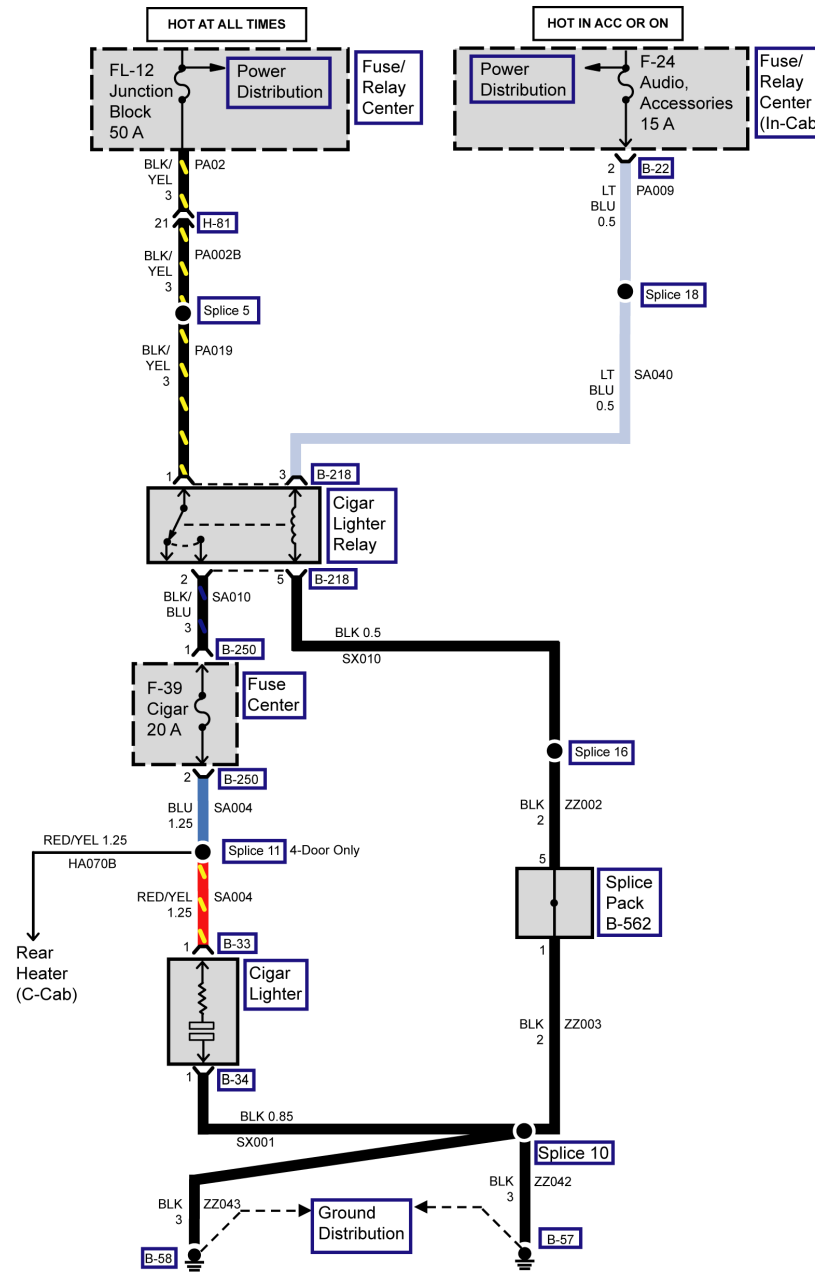 HOT AT ALL TIMES
HOT IN ACC OR ON
FL-12
Junction
Block
50 A
Power
Distribution
Fuse/
Relay
Center
Power
Distribution
F-24
Audio,
Accessories
15 A
Fuse/
Relay
Center
(In-Cab
BLK/
YEL
3
PA02
21
H-81
BLK/
YEL
3
PA002B
Splice 5
BLK/
YEL
3
PA019
2
B-22
LT
BLU
0.5
PA009
Splice 18
LT
BLU
0.5
SA040
1
3
B-218
Cigar
Lighter
Relay
2
5
B-218
BLK/
BLU
3
SA010
BLK 0.5
SX010
1
B-250
F-39
Cigar
20 A
Fuse
Center
2
B-250
Splice 16
BLU
1.25
SA004
BLK
2
ZZ002
RED/YEL 1.25
HA070B
Splice 11
4-Door Only
5
Splice
Pack
B-562
1
RED/YEL
1.25
SA004
Rear
Heater
(C-Cab)
1
B-33
Cigar
Lighter
BLK
2
ZZ003
1
B-34
BLK 0.85
SX001
Splice 10
BLK
3
ZZ043
Ground
Distribution
BLK
3
ZZ042
B-58
B-57